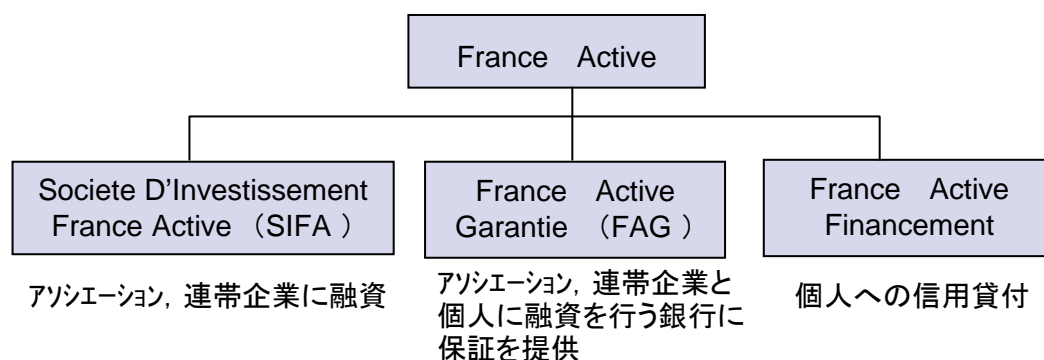 France　Active
Societe D'Investissement
France Active （SIFA ）
France　Active
Garantie　（FAG ）
France　Active
Financement
ｱｿｼｴｰｼｮﾝ, 連帯企業に融資
ｱｿｼｴｰｼｮﾝ, 連帯企業と
個人に融資を行う銀行に
保証を提供
個人への信用貸付